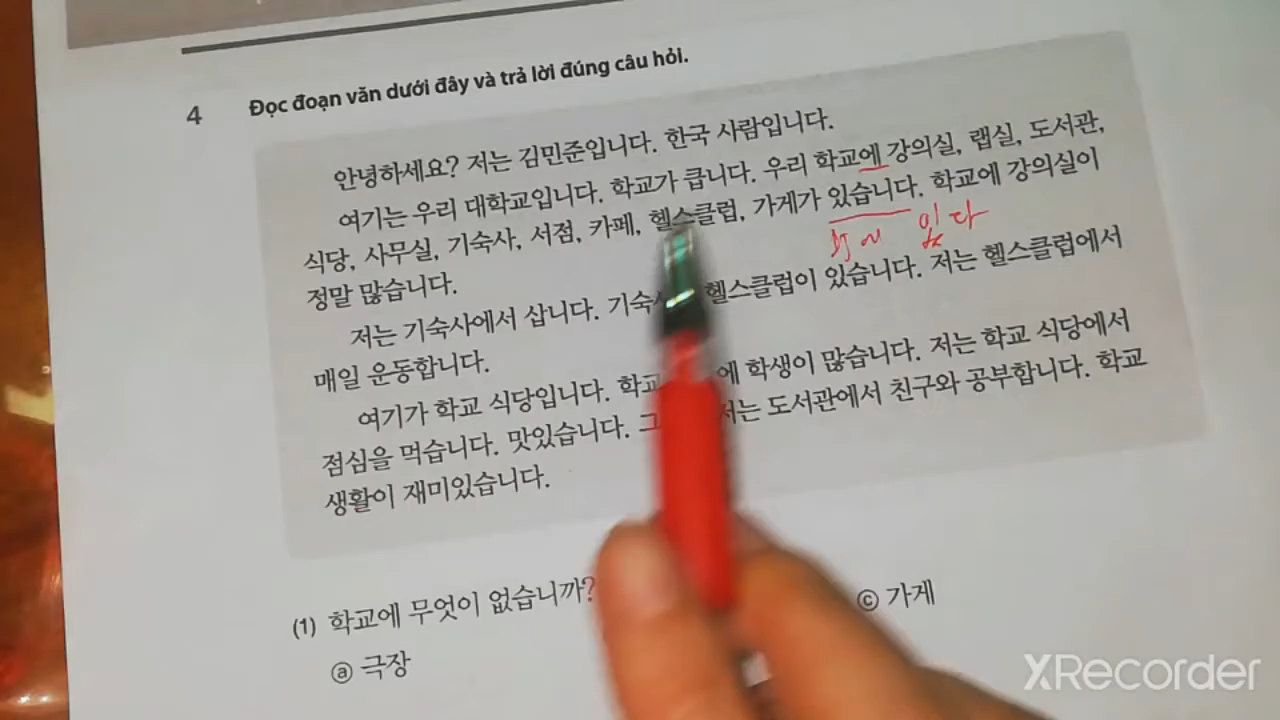 4 Đọc đoạn văn dưới đây và trả lời đúng câu hỏi.
안녕하세요? 저는 김민준입니다. 한국 사람입니다.
여기는 우리 대학교입니다. 학교가 큽니다. 우리 학교에 강의실, 랩실, 도서관,
식당, 사무실, 기숙사, 서점, 카페, 헬스클럽, 가게가 있습니다. 학교에 강의실이
있다
정말 많습니다.
저는 기숙사에서 삽니다. 기숙 헬스클럽이 있습니다. 저는 헬스클럽에서
매일 운동합니다.
여기가 학교 식당입니다. 학교 에 학생이 많습니다. 저는 학교 식당에서
점심을 먹습니다. 맛있습니다. 저는 도서관에서 친구와 공부합니다. 학교
생활이 재미있습니다.
(1) 학교에 무엇이 없습니까?
ⓐ 극장 ⓒ 가게
XRecorder